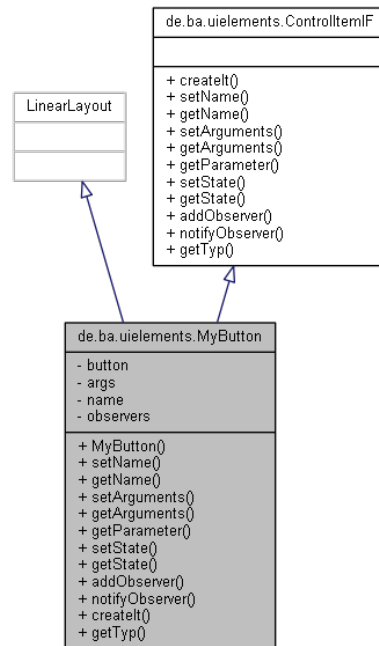 de.ba.uielements.ControlItemIF
+ createIt()
+ setName()
+ getName()
+ setArguments()
+ getArguments()
+ getParameter()
+ setState()
+ getState()
+ addObserver()
+ notifyObserver()
+ getTyp()
LinearLayout
de.ba.uielements.MyButton
- button
- args
- name
- observers
+ MyButton()
+ setName()
+ getName()
+ setArguments()
+ getArguments()
+ getParameter()
+ setState()
+ getState()
+ addObserver()
+ notifyObserver()
+ createIt()
+ getTyp()